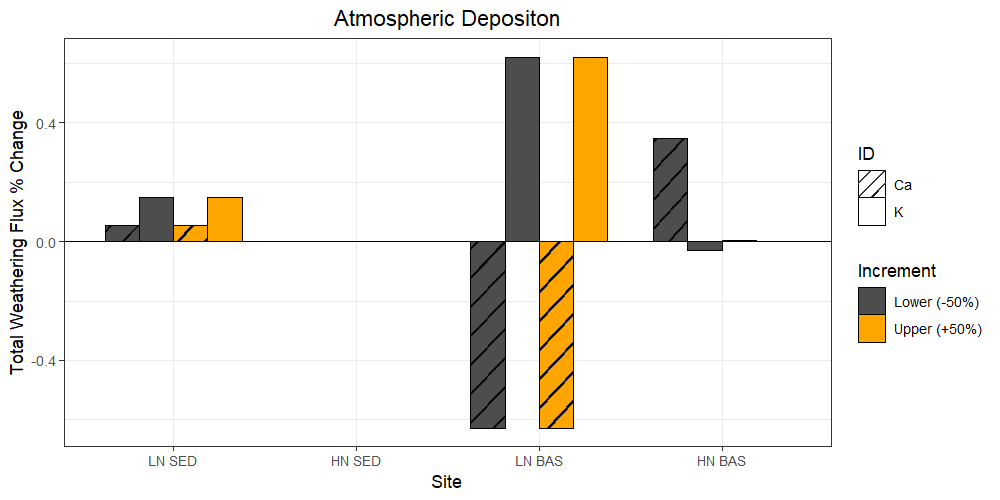 Atmospheric Depositon
Total Weathering Flux % Change
0.4
0.0
-0.4
LN SED
HN SED
LN BAS
HN BAS
Site
ID
Ca
K
Increment
Lower (-50%)
Upper (+50%)